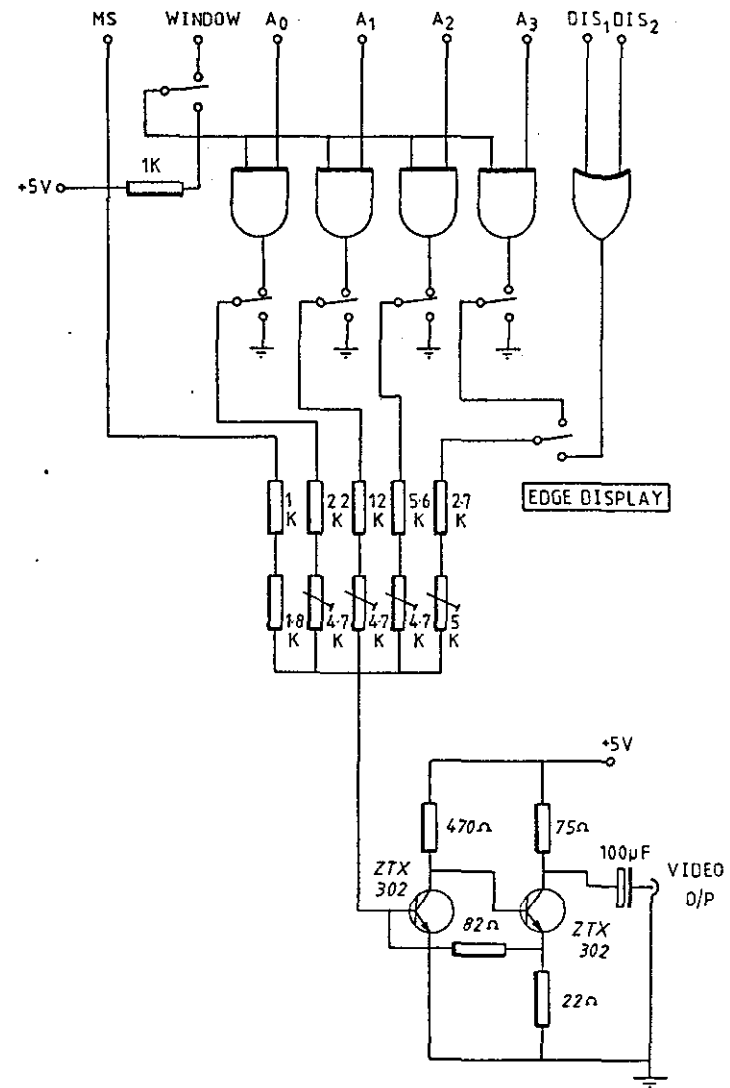 MS WINDOW A0 A1 A2 A3 DIS1 DIS2
1K
+5V
1 K
2.2 K
12 K
5.6 K
2.7 K
EDGE DISPLAY
1.8 K
4.7 K
4.7 K
4.7 K
5 K
+5V
470Ω
75Ω
100µF
VIDEO O/P
ZTX 302
82Ω
ZTX 302
22Ω